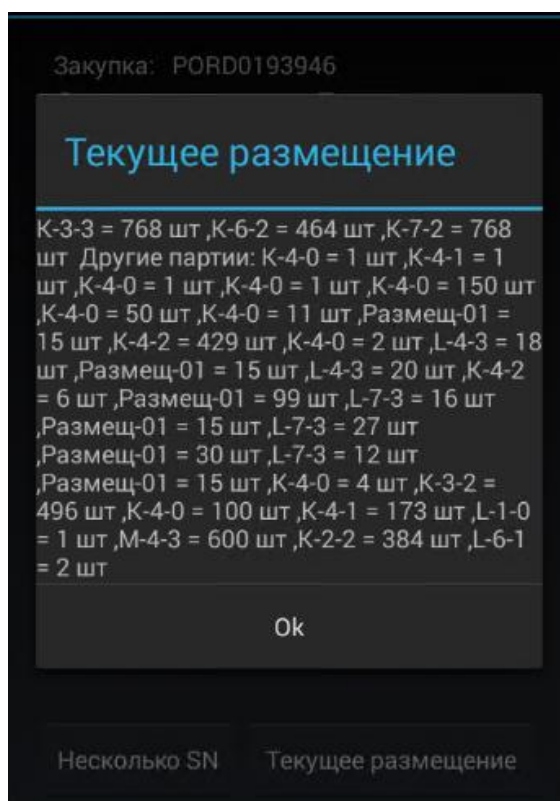 Закупка: PORD0193946
Текущее размещение
K-3-3 = 768 шт ,K-6-2 = 464 шт ,K-7-2 = 768
шт Другие партии: K-4-0 = 1 шт ,K-4-1 = 1
шт ,K-4-0 = 1 шт ,K-4-0 = 1 шт ,K-4-0 = 150 шт
,K-4-0 = 50 шт ,K-4-0 = 11 шт ,Размещ-01 =
15 шт ,K-4-2 = 429 шт ,K-4-0 = 2 шт ,L-4-3 = 18
шт ,Размещ-01 = 15 шт ,L-4-3 = 20 шт ,K-4-2
= 6 шт ,Размещ-01 = 99 шт ,L-7-3 = 16 шт
,Размещ-01 = 15 шт ,L-7-3 = 27 шт
,Размещ-01 = 30 шт ,L-7-3 = 12 шт
,Размещ-01 = 15 шт ,K-4-0 = 4 шт ,K-3-2 =
496 шт ,K-4-0 = 100 шт ,K-4-1 = 173 шт ,L-1-0
= 1 шт ,M-4-3 = 600 шт ,K-2-2 = 384 шт ,L-6-1
= 2 шт
Ok
Несколько SN Текущее размещение